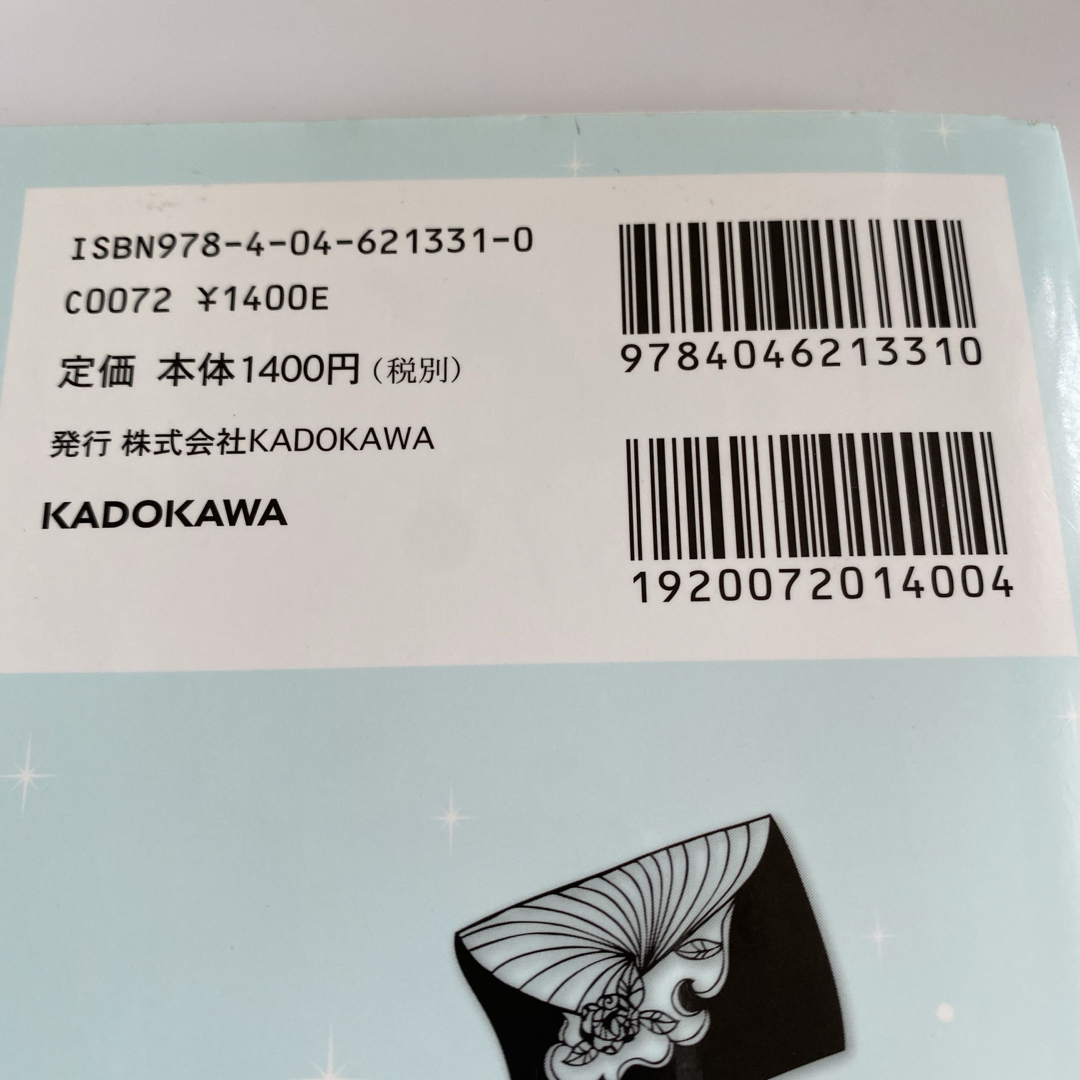 ISBN978-4-04-621331-0
C0072 ¥1400E
定価 本体1400円（税別）
発行 株式会社KADOKAWA
KADOKAWA
9784046213310
1920072014004